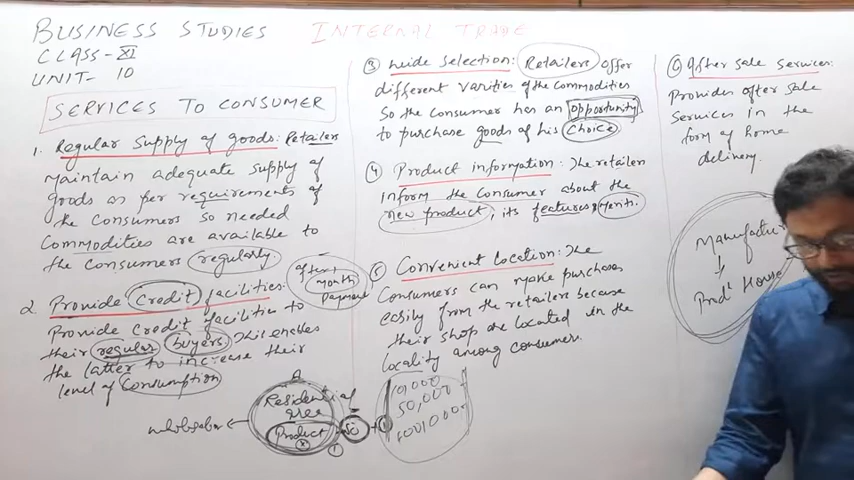 BUSINESS STUDIES
INTERNAL TRADE
CLASS-XI
UNIT- 10
SERVICES TO CONSUMER
1. Regular Supply of goods: Retailers
maintain adequate supply of
goods as per requirements of
the Consumers so needed
Commodities are available to
the Consumers regularly.
2. Provide Credit facilities:
Provide Credit facilities to
their regular buyers. This enables
the latter to increase their
level of Consumption
after 1
month
payment
A
Residential
area
Product
50
③ Wide Selection: Retailers offer
different varities of the commodities
So the Consumer has an opportunity
to purchase goods of his Choice
④ Product information: The retailers
inform the Consumer about the
new product, its features & merits.
⑤ Convenient Location: The
Consumers can make purchases
easily from the retailers because
their shop are located in the
locality among consumers.
10,000
50,000
⑥ After sale services:
Provides after sale
Services in the
form of home
delivery.
Manufactur
↓
House